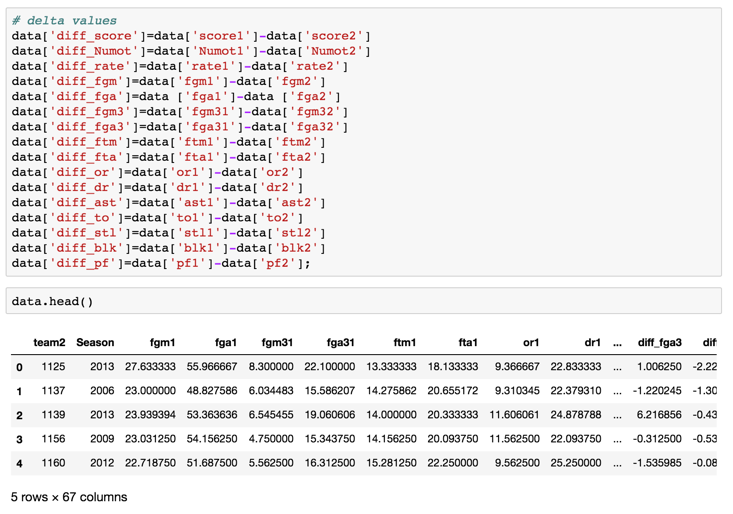 # delta values
data['diff_score']=data['score1']-data['score2']
data['diff_Numot']=data['Numot1']-data['Numot2']
data['diff_rate']=data['rate1']-data['rate2']
data['diff_fgm']=data['fgm1']-data['fgm2']
data['diff_fga']=data ['fga1']-data ['fga2']
data['diff_fgm3']=data['fgm31']-data['fgm32']
data['diff_fga3']=data['fga31']-data['fga32']
data['diff_ftm']=data['ftm1']-data['ftm2']
data['diff_fta']=data['fta1']-data['fta2']
data['diff_or']=data['or1']-data['or2']
data['diff_dr']=data['dr1']-data['dr2']
data['diff_ast']=data['ast1']-data['ast2']
data['diff_to']=data['to1']-data['to2']
data['diff_stl']=data['stl1']-data['stl2']
data['diff_blk']=data['blk1']-data['blk2']
data['diff_pf']=data['pf1']-data['pf2'];
data.head()
team2 Season fgm1 fga1 fgm31 fga31 ftm1 fta1 or1 dr1 ... diff_fga3 dif
0 1125 2013 27.633333 55.966667 8.300000 22.100000 13.333333 18.133333 9.366667 22.833333 ... 1.006250 -2.22
1 1137 2006 23.000000 48.827586 6.034483 15.586207 14.275862 20.655172 9.310345 22.379310 ... -1.220245 -1.30
2 1139 2013 23.939394 53.363636 6.545455 19.060606 14.000000 20.333333 11.606061 24.878788 ... 6.216856 -0.43
3 1156 2009 23.031250 54.156250 4.750000 15.343750 14.156250 20.093750 11.562500 22.093750 ... -0.312500 -0.53
4 1160 2012 22.718750 51.687500 5.562500 16.312500 15.281250 22.250000 9.562500 25.250000 ... -1.535985 -0.08
5 rows × 67 columns